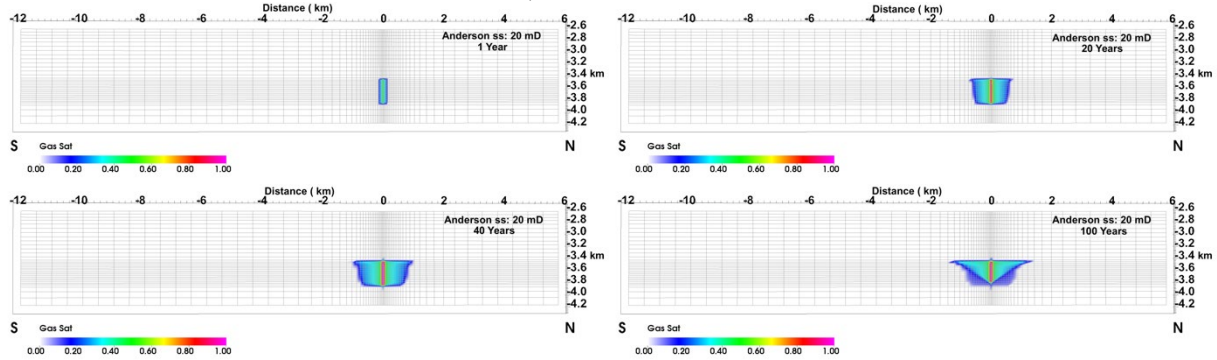 Distance ( km)
-12 -10 -8 -6 -4 -2 0 2 4 6
Anderson ss: 20 mD
1 Year
-2.6
-2.8
-3.0
-3.2
-3.4 km
-3.6
-3.8
-4.0
-4.2
S N
Gas Sat
0.00 0.20 0.40 0.60 0.80 1.00
Distance ( km)
-12 -10 -8 -6 -4 -2 0 2 4 6
Anderson ss: 20 mD
20 Years
-2.6
-2.8
-3.0
-3.2
-3.4 km
-3.6
-3.8
-4.0
-4.2
S N
Gas Sat
0.00 0.20 0.40 0.60 0.80 1.00
Distance ( km)
-12 -10 -8 -6 -4 -2 0 2 4 6
Anderson ss: 20 mD
40 Years
-2.6
-2.8
-3.0
-3.2
-3.4 km
-3.6
-3.8
-4.0
-4.2
S N
Gas Sat
0.00 0.20 0.40 0.60 0.80 1.00
Distance ( km)
-12 -10 -8 -6 -4 -2 0 2 4 6
Anderson ss: 20 mD
100 Years
-2.6
-2.8
-3.0
-3.2
-3.4 km
-3.6
-3.8
-4.0
-4.2
S N
Gas Sat
0.00 0.20 0.40 0.60 0.80 1.00